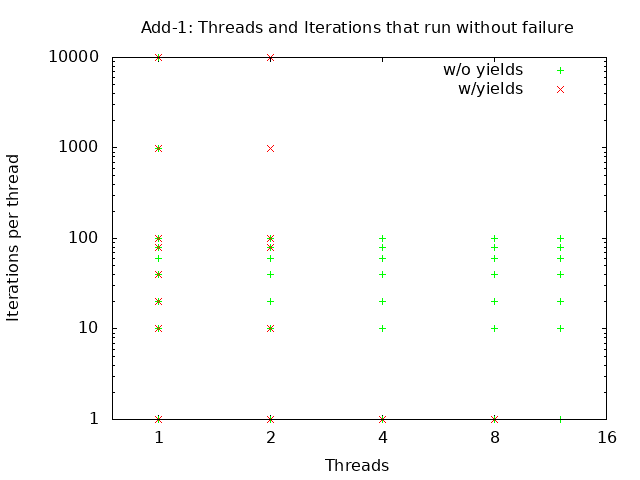 Add-1: Threads and Iterations that run without failure
10000
w/o yields
w/yields
1000
100
10
1
1 2 4 8 16
Iterations per thread
Threads